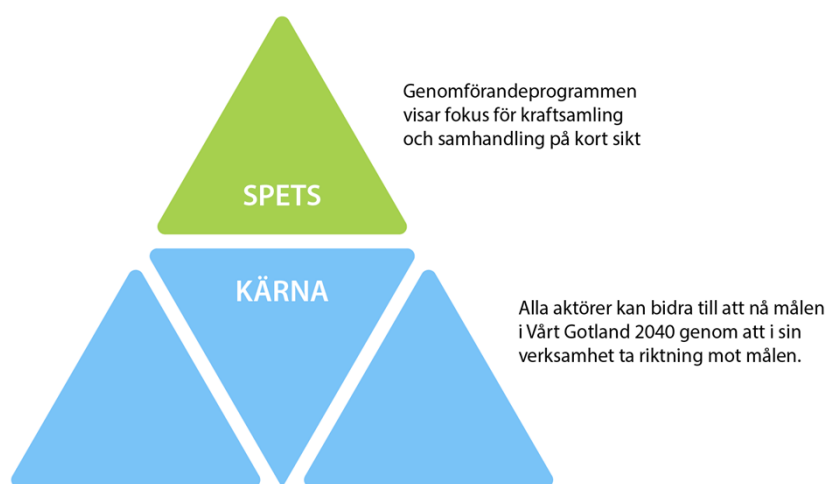 Genomförandeprogrammen
visar fokus för kraftsamling
och samhandling på kort sikt
SPETS
KÄRNA
Alla aktörer kan bidra till att nå målen
i Vårt Gotland 2040 genom att i sin
verksamhet ta riktning mot målen.